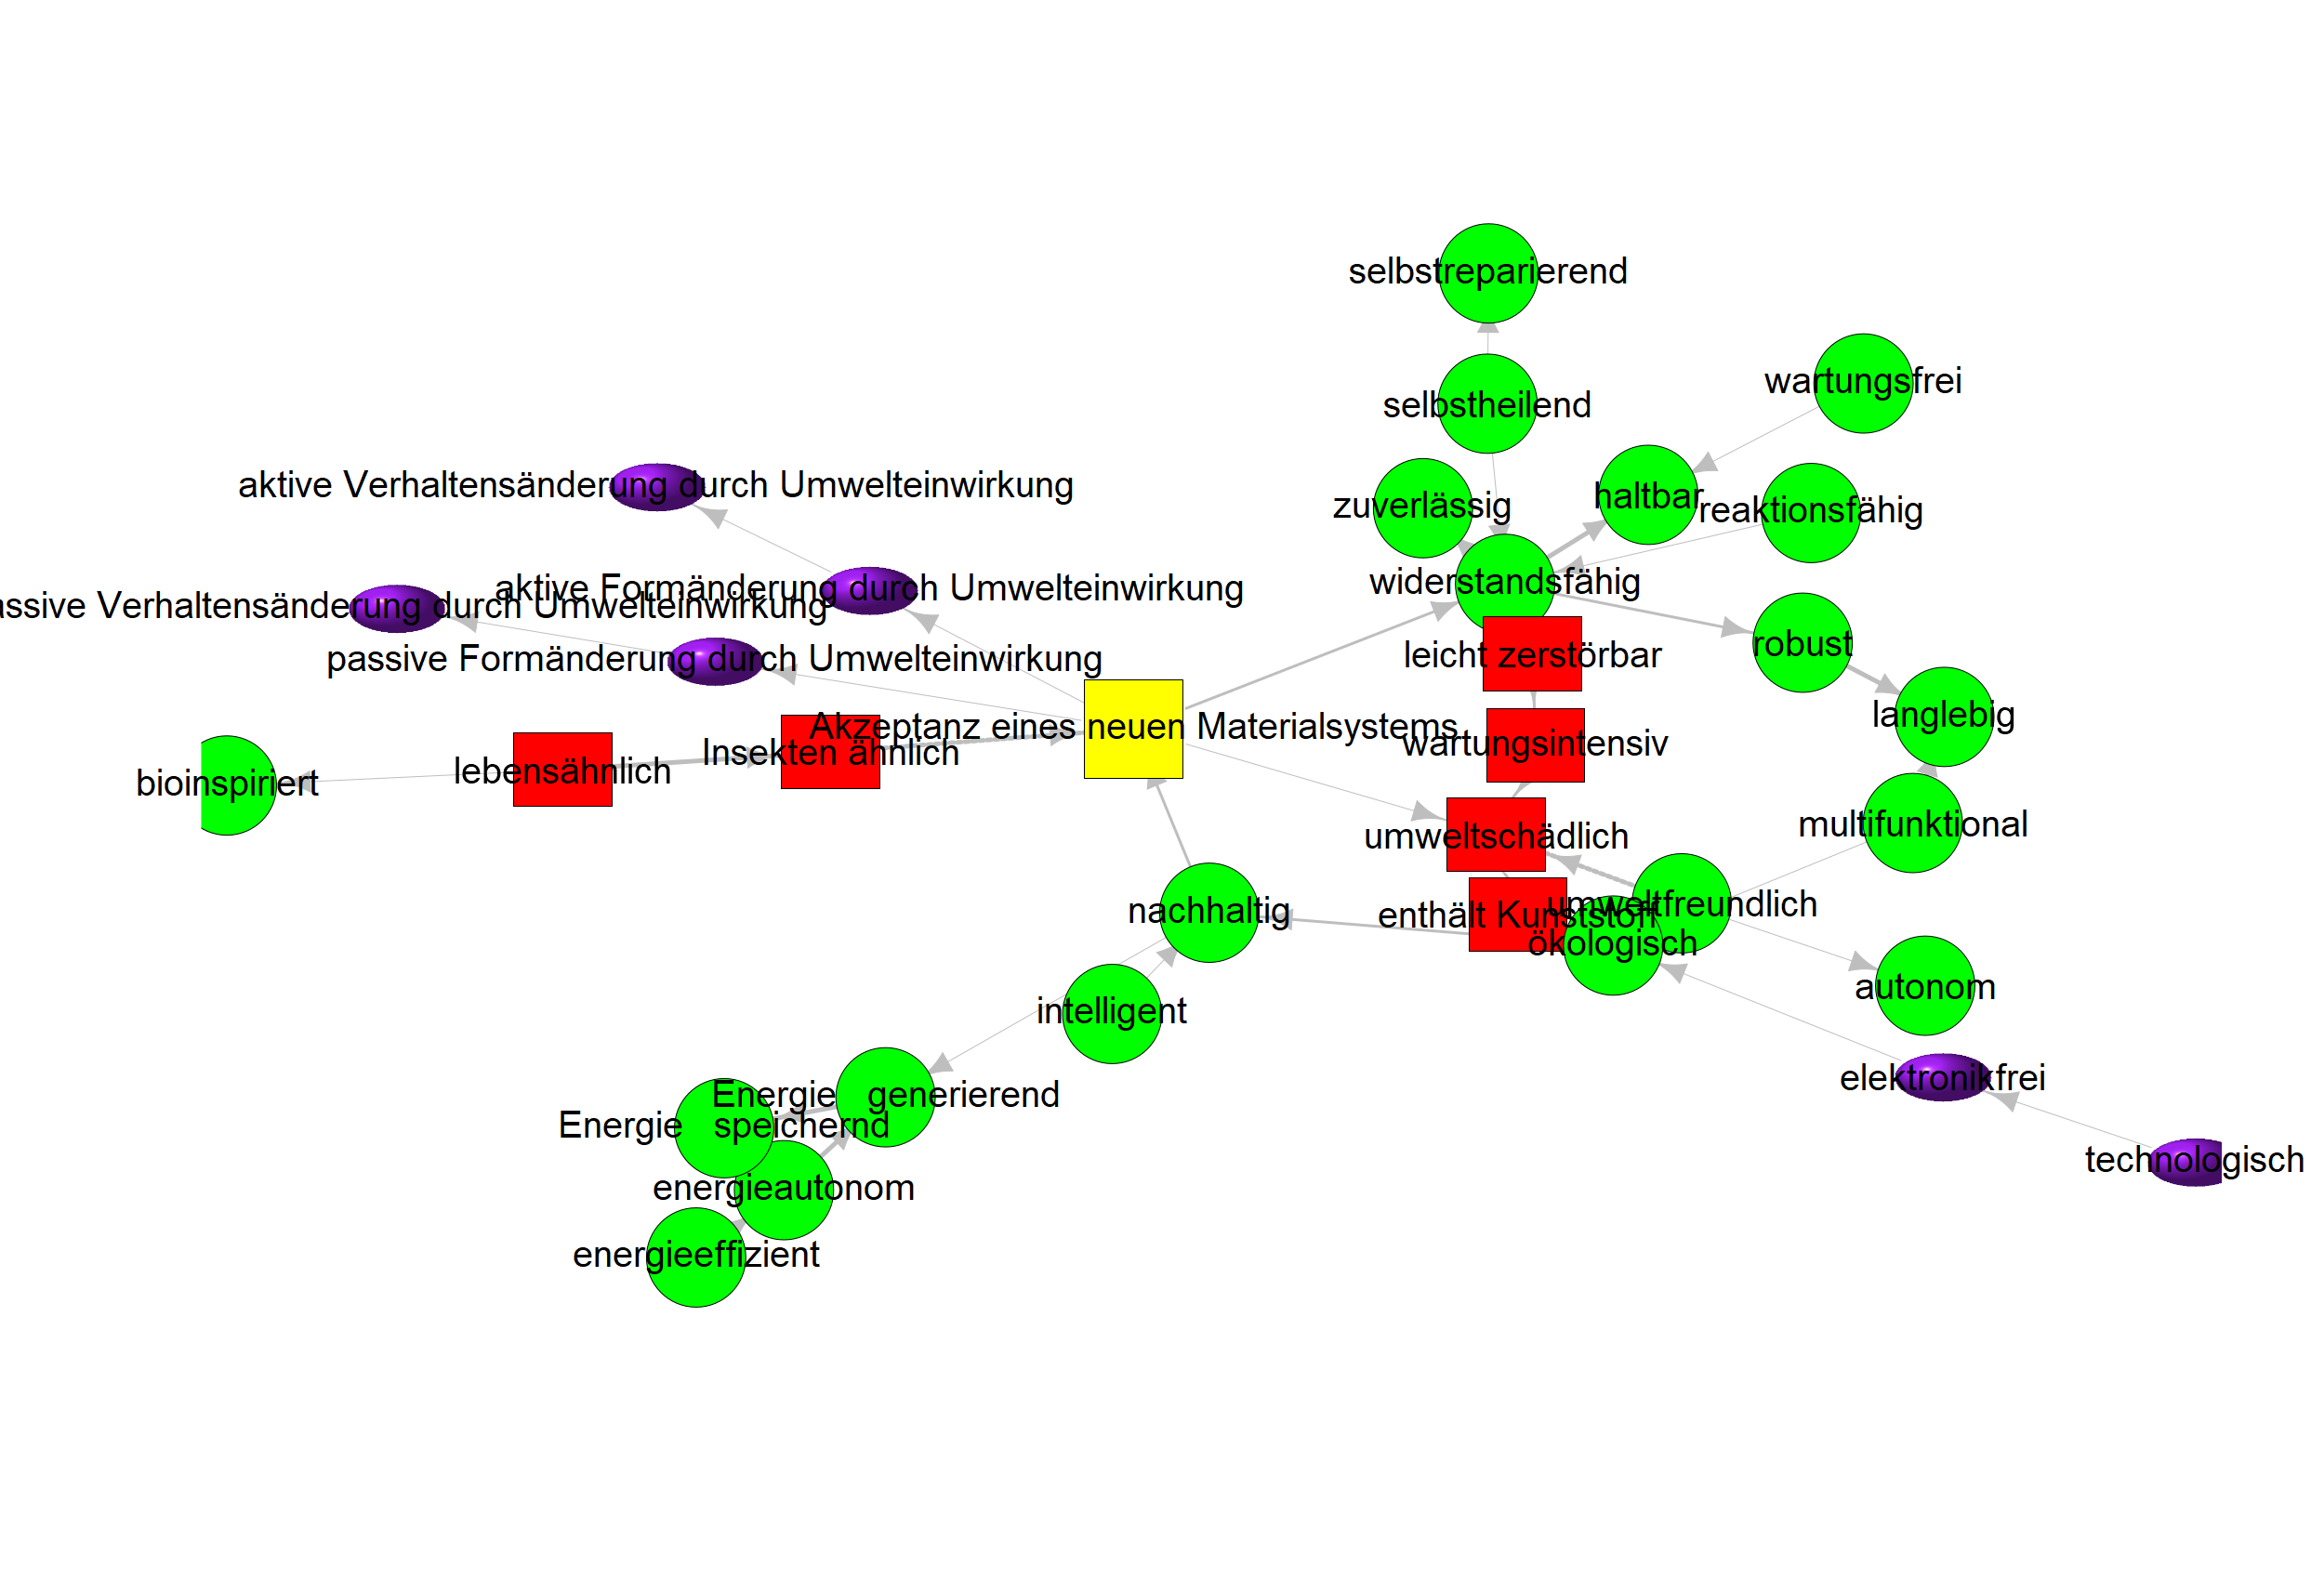 selbstreparierend
wartungsfrei
selbstheilend
aktive Verhaltensänderung durch Umwelteinwirkung
zuverlässig
haltbar
reaktionsfähig
widerstandsfähig
aktive Formänderung durch Umwelteinwirkung
assive Verhaltensänderung durch Umwelteinwirkung
robust
leicht zerstörbar
passive Formänderung durch Umwelteinwirkung
langlebig
Akzeptanz eines neuen Materialsystems
wartungsintensiv
Insekten ähnlich
lebensähnlich
bioinspiriert
multifunktional
umweltschädlich
umweltfreundlich
nachhaltig
enthält Kunststoff
ökologisch
autonom
intelligent
elektronikfrei
Energie generierend
Energie speichernd
technologisch
energieautonom
energieeffizient